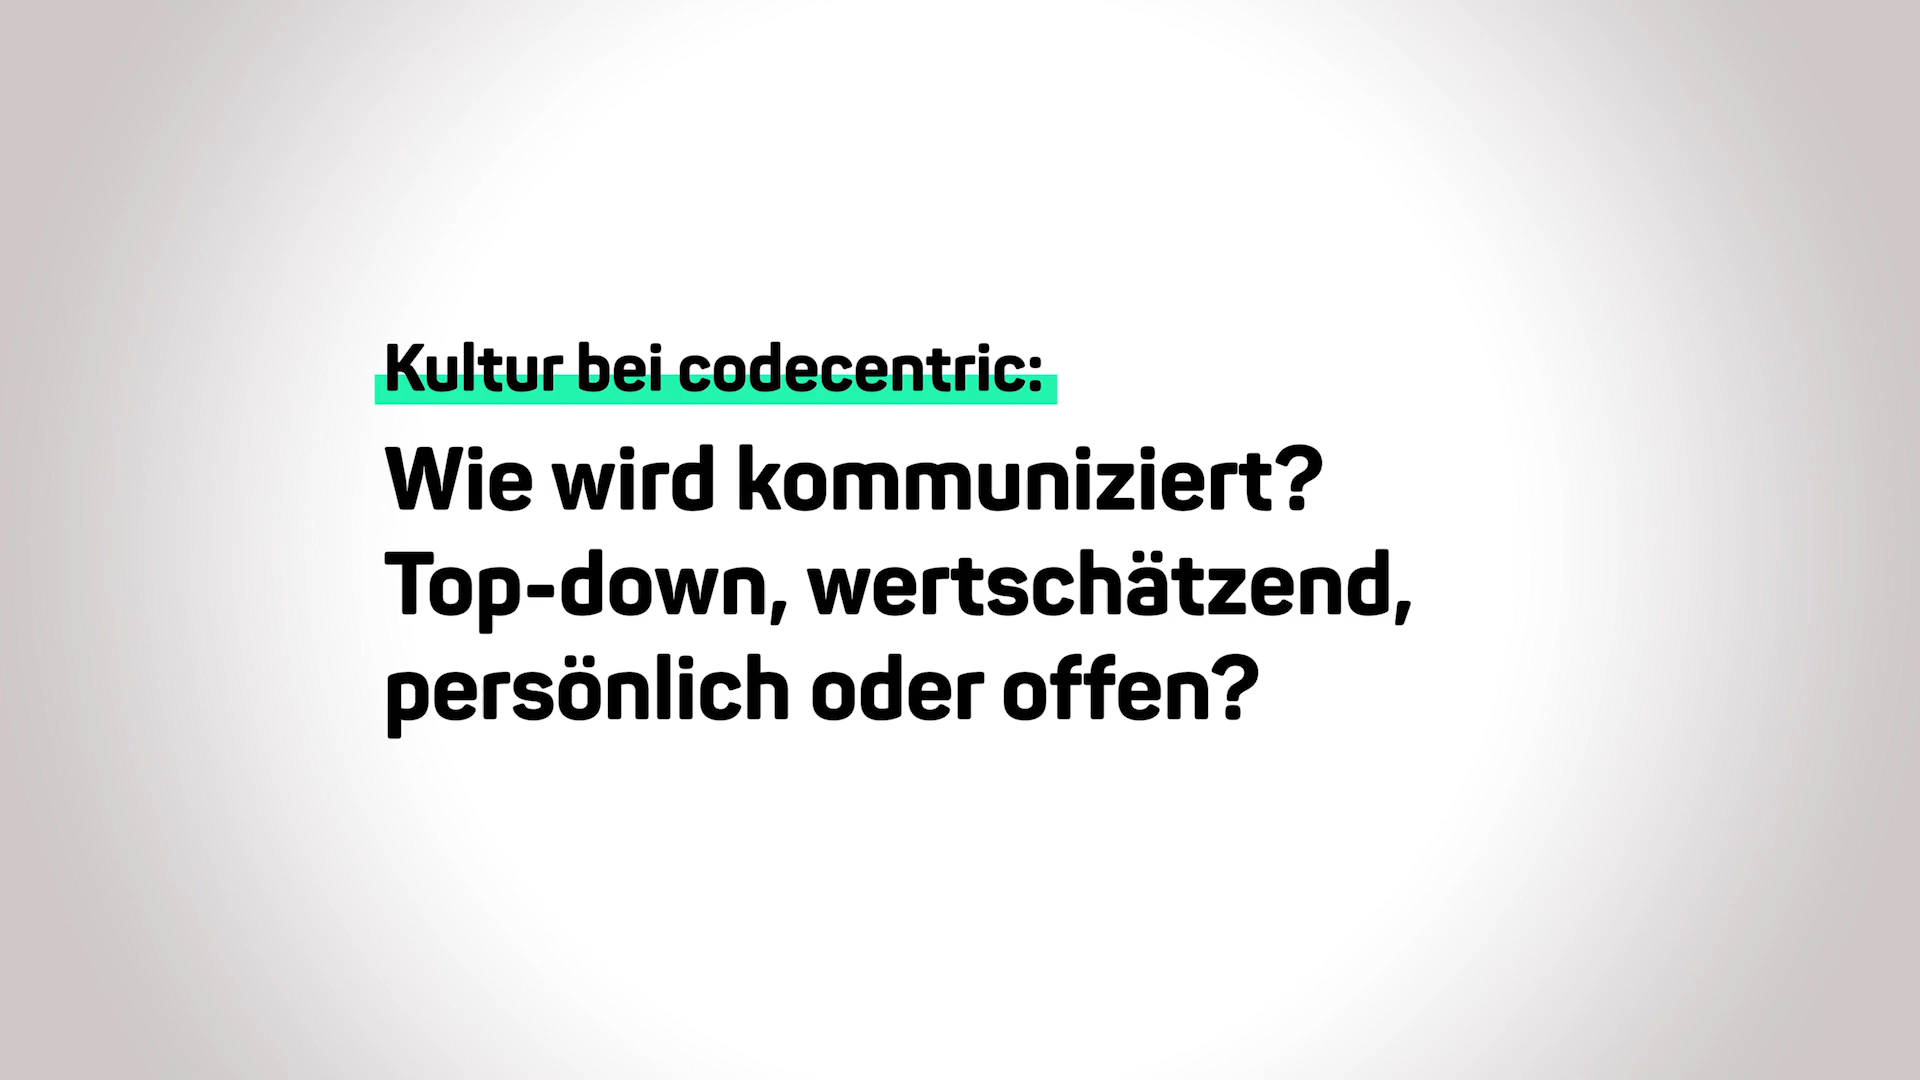 Kultur bei codecentric:
Wie wird kommuniziert?
Top-down, wertschätzend,
persönlich oder offen?